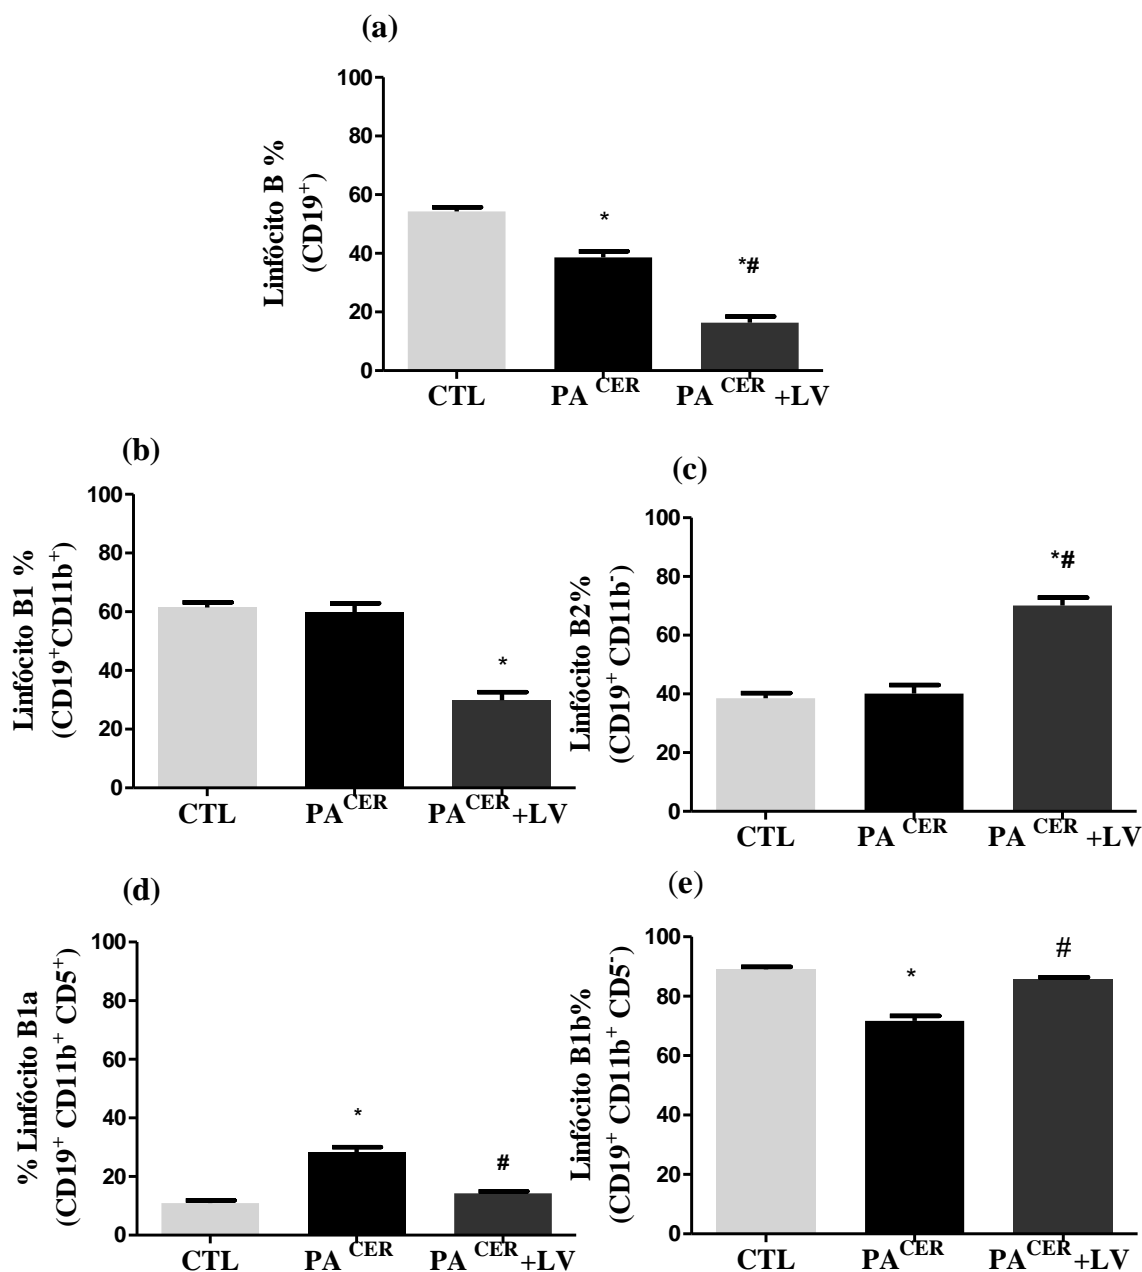 (a)
Linfócito B %
(CD19⁺)
100
80
60
40
20
0
*
*#
CTL
PA ᶜᴱᴿ
PA ᶜᴱᴿ +LV
(b)
Linfócito B1 %
(CD19⁺CD11b⁺)
100
80
60
40
20
0
*
CTL
PAᶜᴱᴿ
PAᶜᴱᴿ+LV
(c)
Linfócito B2%
(CD19⁺ CD11b⁻)
100
80
60
40
20
0
*#
CTL
PA ᶜᴱᴿ
PA ᶜᴱᴿ +LV
(d)
% Linfócito B1a
(CD19⁺ CD11b⁺ CD5⁺)
100
80
60
40
20
0
*
#
CTL
PA ᶜᴱᴿ
PA ᶜᴱᴿ+LV
(e)
Linfócito B1b%
(CD19⁺ CD11b⁺ CD5⁻)
100
80
60
40
20
0
*
#
CTL
PAᶜᴱᴿ
PAᶜᴱᴿ+LV